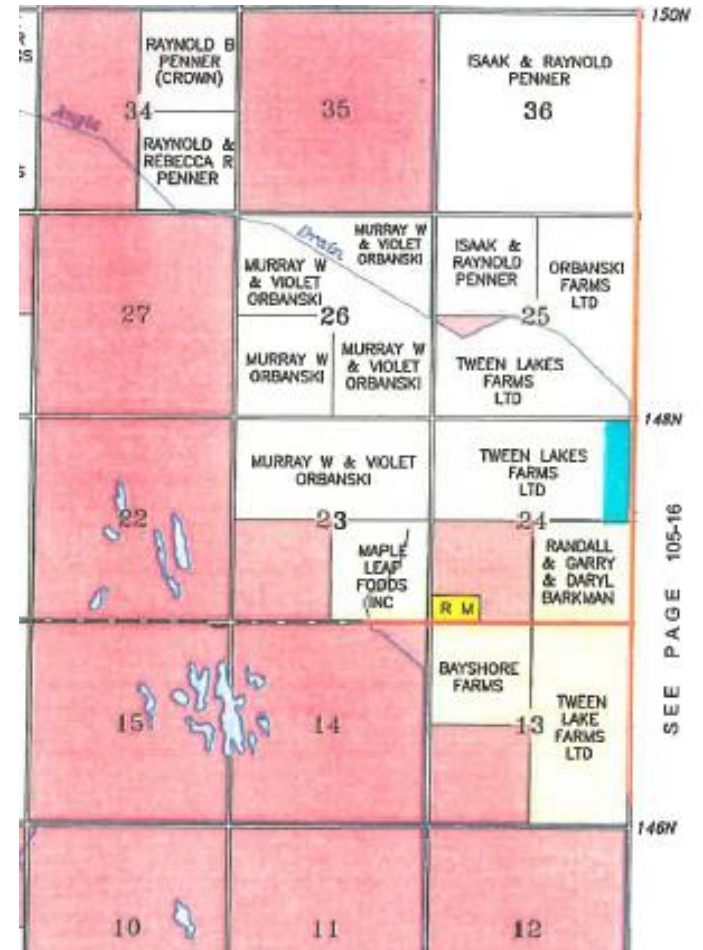 150N
RAYNOLD B
PENNER
(CROWN)
34
Angle
RAYNOLD &
REBECCA R
PENNER
35
ISAAK & RAYNOLD
PENNER
36
27
Drain
MURRAY W
& VIOLET
ORBANSKI
MURRAY W
& VIOLET
ORBANSKI
26
MURRAY W
ORBANSKI
MURRAY W
& VIOLET
ORBANSKI
ISAAK &
RAYNOLD
PENNER
ORBANSKI
FARMS
LTD
25
TWEEN LAKES
FARMS
LTD
148N
22
MURRAY W & VIOLET
ORBANSKI
23
MAPLE
LEAF
FOODS
INC
TWEEN LAKES
FARMS
LTD
24
RANDALL
& GARRY
& DARYL
BARKMAN
R M
SEE PAGE 105-16
15
14
BAYSHORE
FARMS
13
TWEEN
LAKE
FARMS
LTD
146N
10
11
12